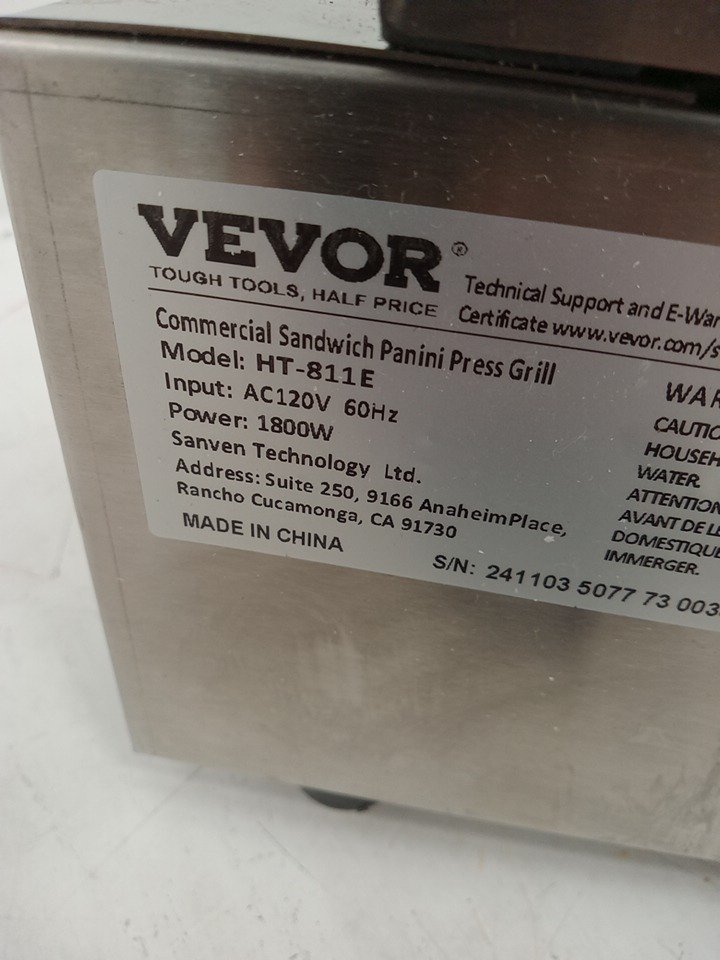 VEVOR®
TOUGH TOOLS, HALF PRICE
Technical Support and E-War
Certificate www.vevor.com/s
Commercial Sandwich Panini Press Grill
Model: HT-811E
Input: AC120V 60Hz
Power: 1800W
Sanven Technology Ltd.
Address: Suite 250, 9166 AnaheimPlace,
Rancho Cucamonga, CA 91730
MADE IN CHINA
WAR
CAUTIO
HOUSEH
WATER.
ATTENTION
AVANT DE LE
DOMESTIQUE
IMMERGER.
S/N: 241103 5077 73 003